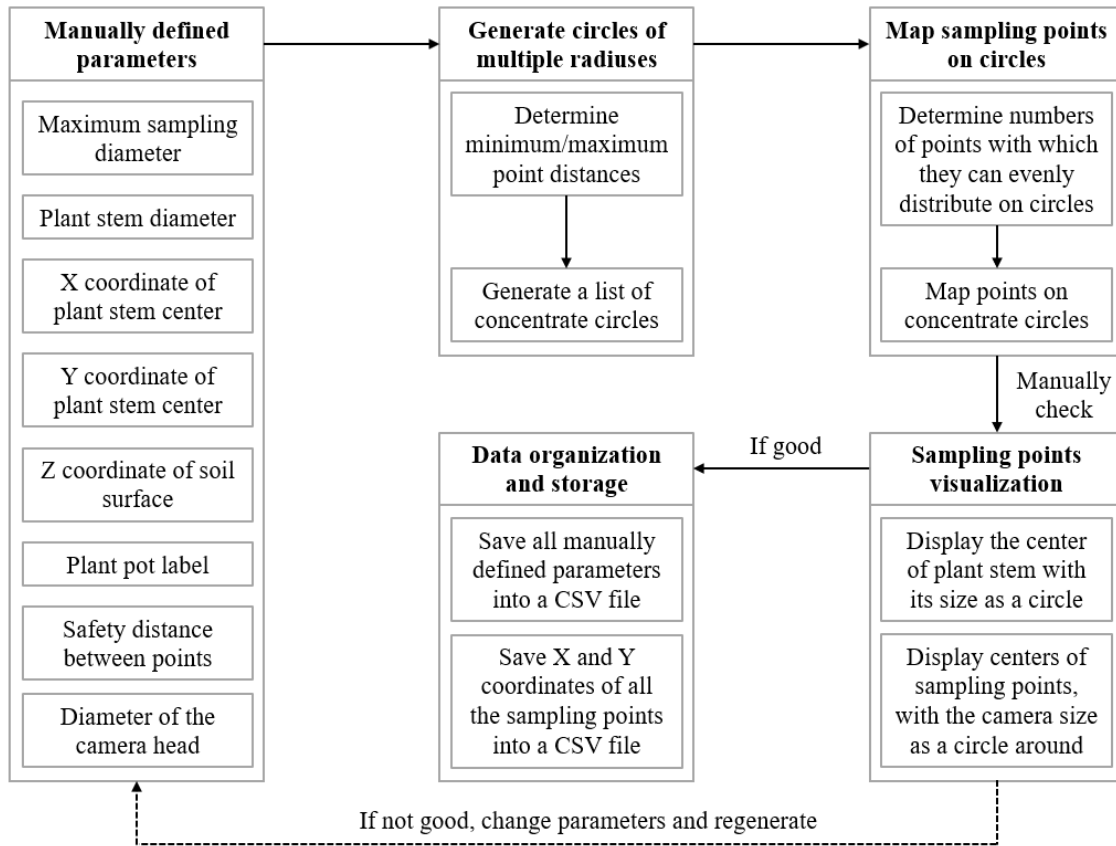 Manually defined
parameters
Maximum sampling
diameter
Plant stem diameter
X coordinate of
plant stem center
Y coordinate of
plant stem center
Z coordinate of soil
surface
Plant pot label
Safety distance
between points
Diameter of the
camera head
Generate circles of
multiple radiuses
Determine
minimum/maximum
point distances
Generate a list of
concentrate circles
Map sampling points
on circles
Determine numbers
of points with which
they can evenly
distribute on circles
Map points on
concentrate circles
Manually
check
Sampling points
visualization
Display the center
of plant stem with
its size as a circle
Display centers of
sampling points,
with the camera size
as a circle around
If good
Data organization
and storage
Save all manually
defined parameters
into a CSV file
Save X and Y
coordinates of all
the sampling points
into a CSV file
If not good, change parameters and regenerate